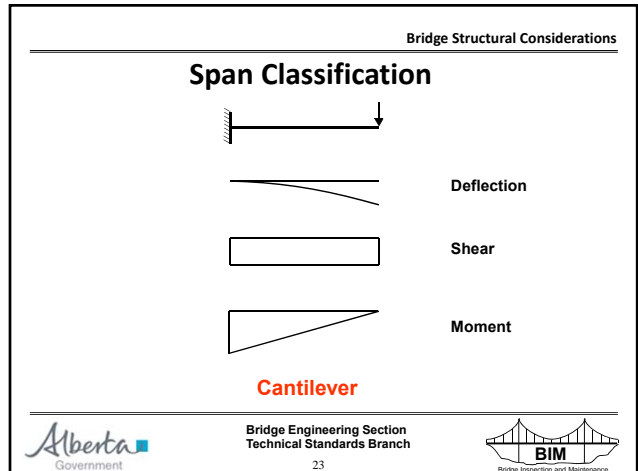 Bridge Structural Considerations
Span Classification
Deflection
Shear
Moment
Cantilever
Alberta
Government
Bridge Engineering Section
Technical Standards Branch
23
BIM
Bridge Inspection and Maintenance